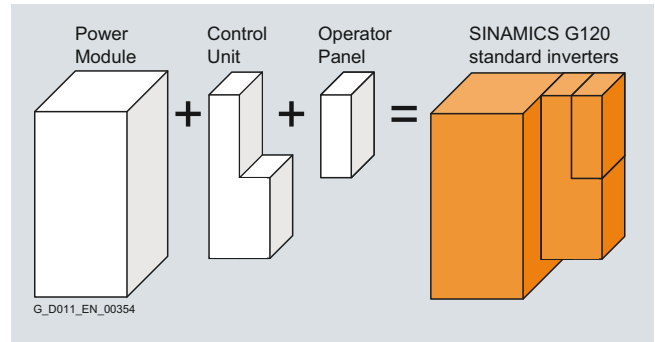 Power
Module
Control
Unit
Operator
Panel
SINAMICS G120
standard inverters
+ + =
G_D011_EN_00354